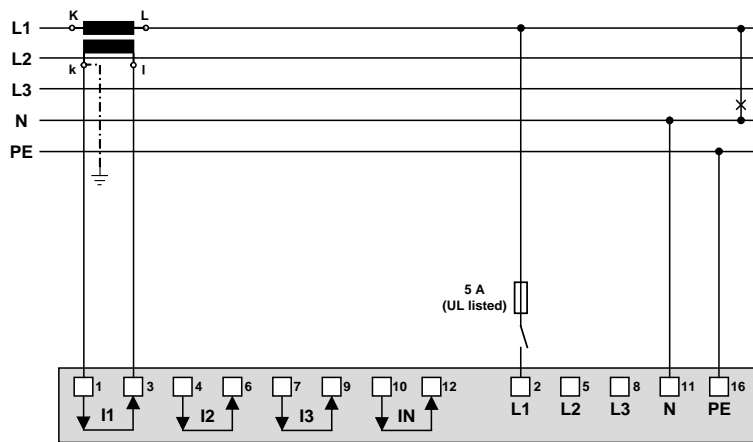 K L
L1
L2
k l
L3
N
PE
5 A
(UL listed)
1 3 4 6 7 9 10 12 2 5 8 11 16
I1 I2 I3 IN L1 L2 L3 N PE